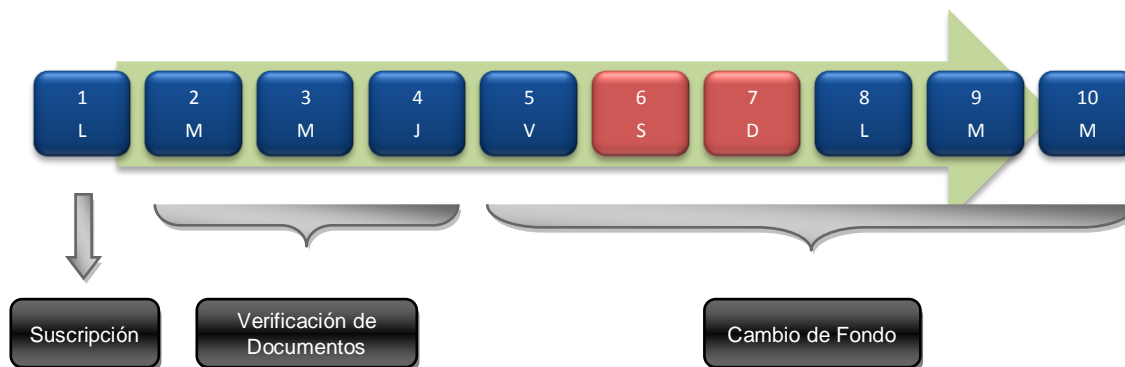 1
L
2
M
3
M
4
J
5
V
6
S
7
D
8
L
9
M
10
M
Suscripción
Verificación de
Documentos
Cambio de Fondo